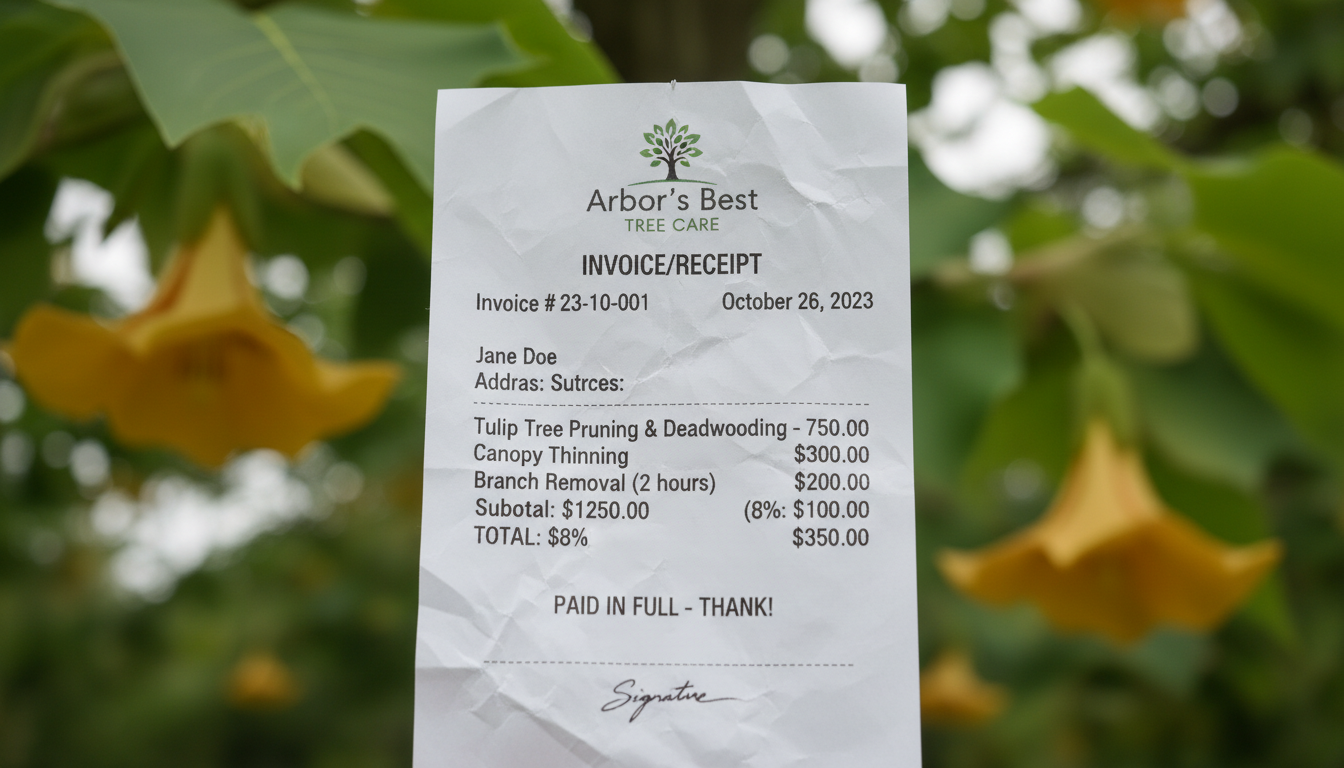 Arbor's Best
TREE CARE
INVOICE/RECEIPT
Invoice # 23-10-001 October 26, 2023
Jane Doe
Addras: Sutrces:
Tulip Tree Pruning & Deadwooding - 750.00
Canopy Thinning $300.00
Branch Removal (2 hours) $200.00
Subotal: $1250.00 (8%: $100.00
TOTAL: $8% $350.00
PAID IN FULL - THANK!
Signature